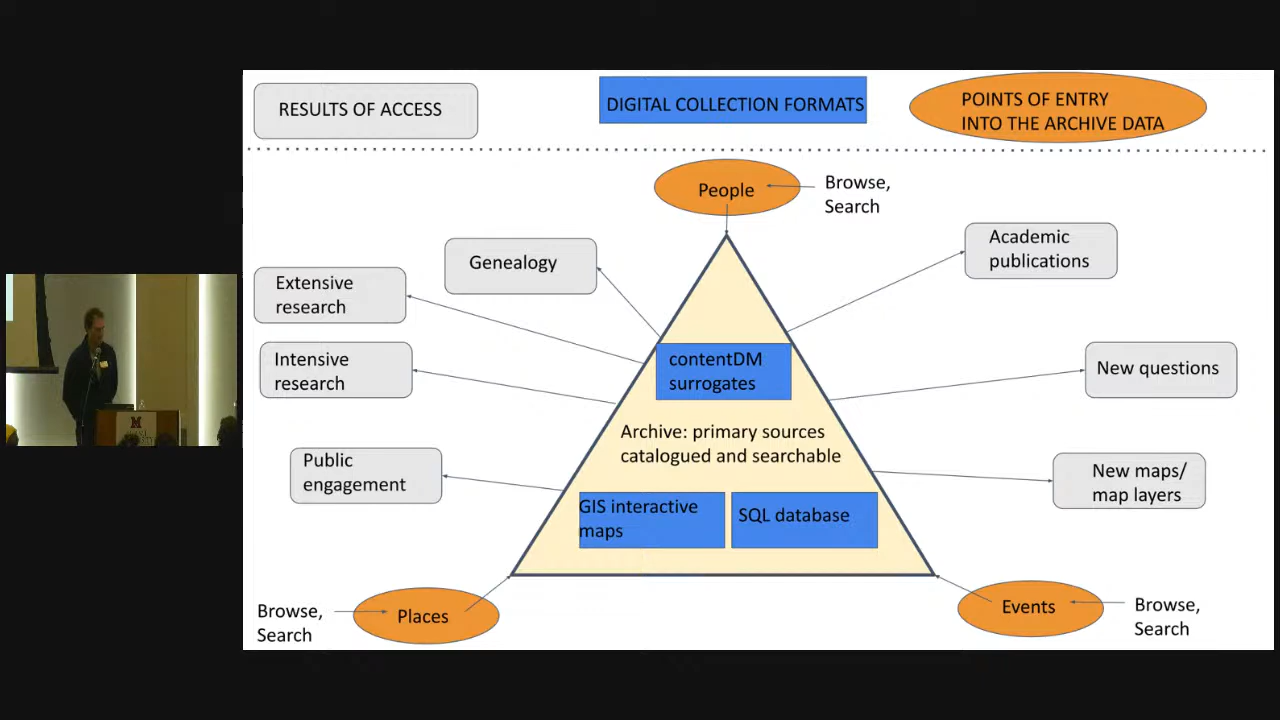 RESULTS OF ACCESS
DIGITAL COLLECTION FORMATS
POINTS OF ENTRY
INTO THE ARCHIVE DATA
People
Browse,
Search
Genealogy
Academic
publications
Extensive
research
Intensive
research
contentDM
surrogates
New questions
Archive: primary sources
catalogued and searchable
Public
engagement
New maps/
map layers
GIS interactive
maps
SQL database
Browse,
Search
Places
Events
Browse,
Search
M